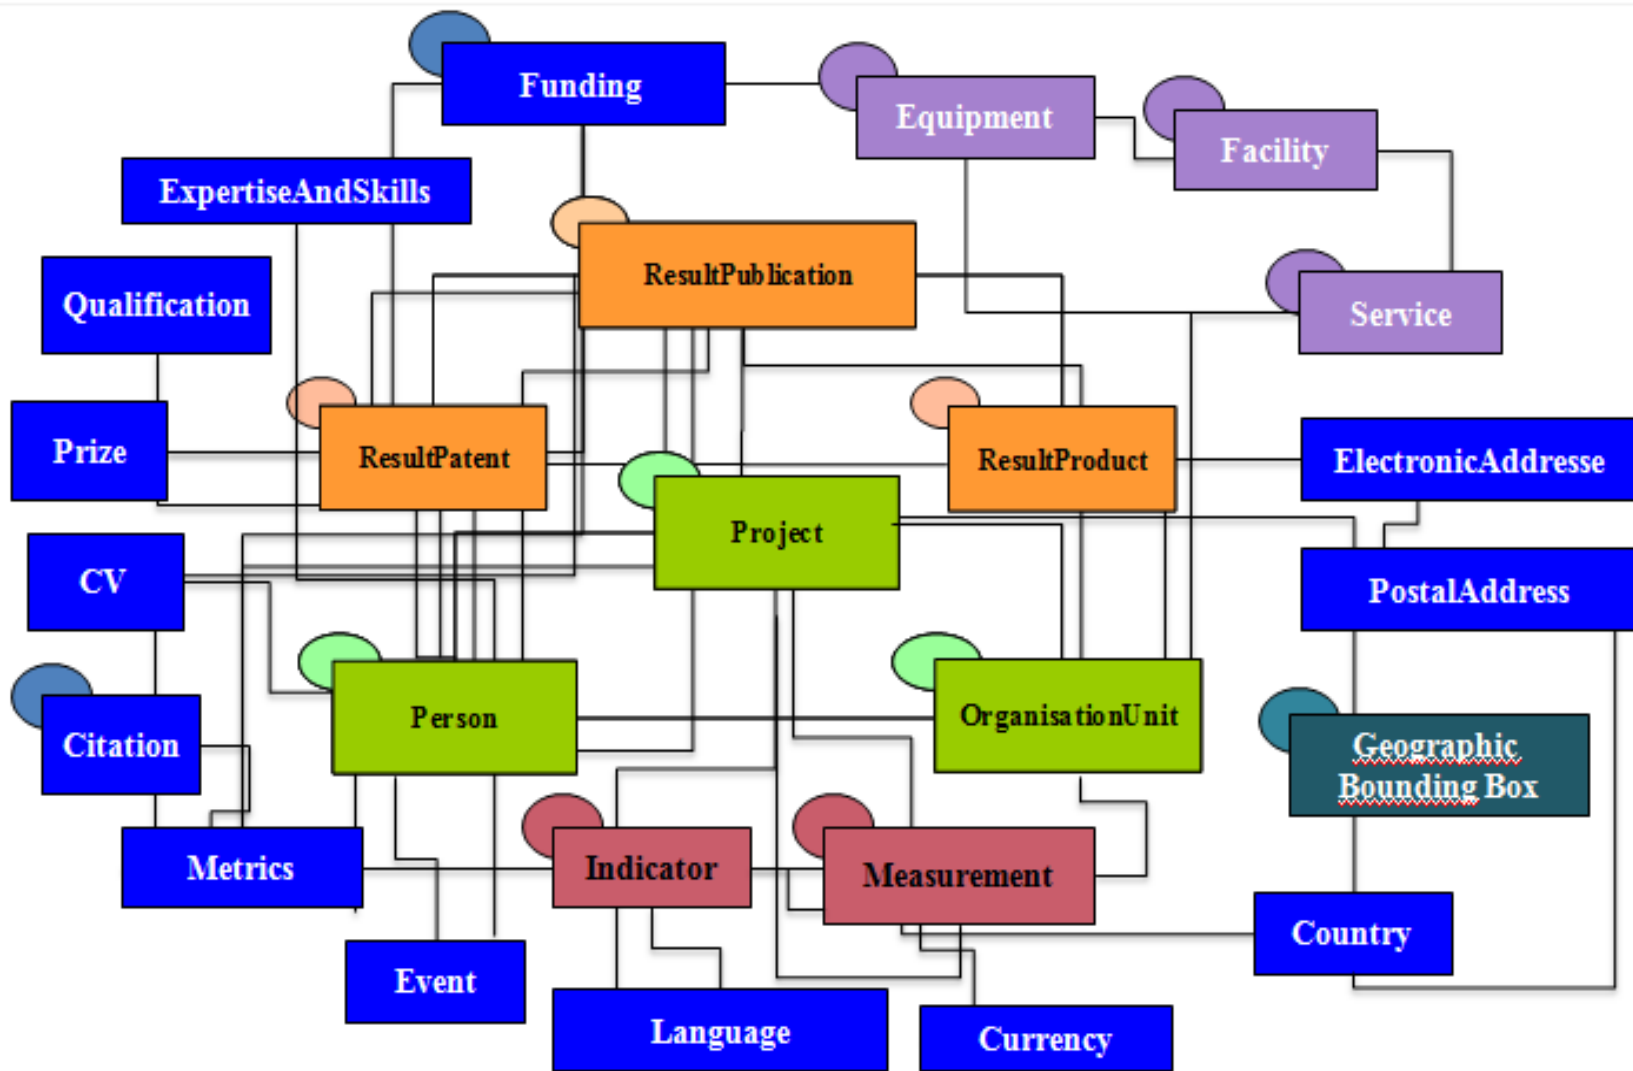 Funding
Equipment
Facility
ExpertiseAndSkills
ResultPublication
Qualification
Service
Prize
ResultPatent
ResultProduct
ElectronicAddresse
Project
CV
PostalAddress
Person
OrganisationUnit
Citation
Geographic
Bounding Box
Metrics
Indicator
Measurement
Country
Event
Language
Currency